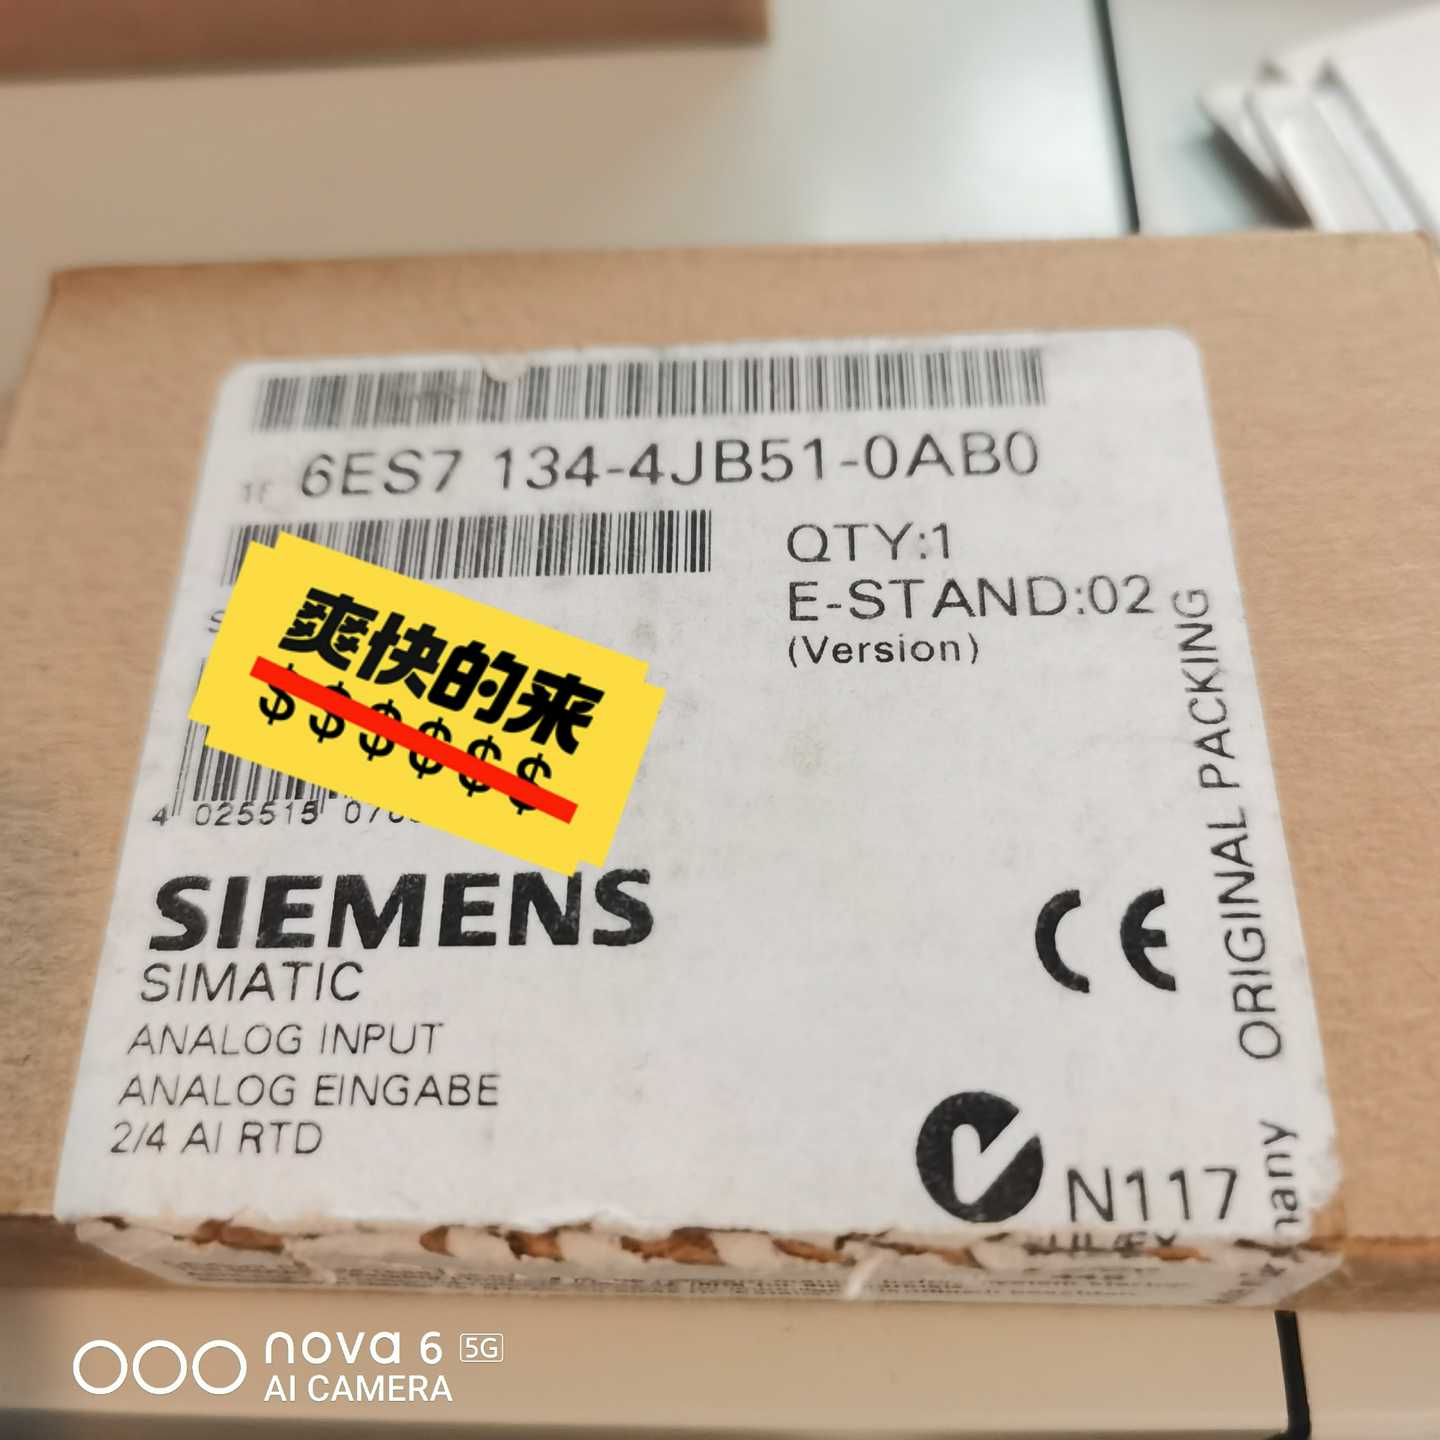 6ES7 134-4JB51-0AB0
QTY:1
E-STAND:02
(Version)
爽快的来
$$$$$$
4 025515
SIEMENS
SIMATIC
ANALOG INPUT
ANALOG EINGABE
2/4 AI RTD
N117
ORIGINAL PACKING
nova 6 5G
AI CAMERA